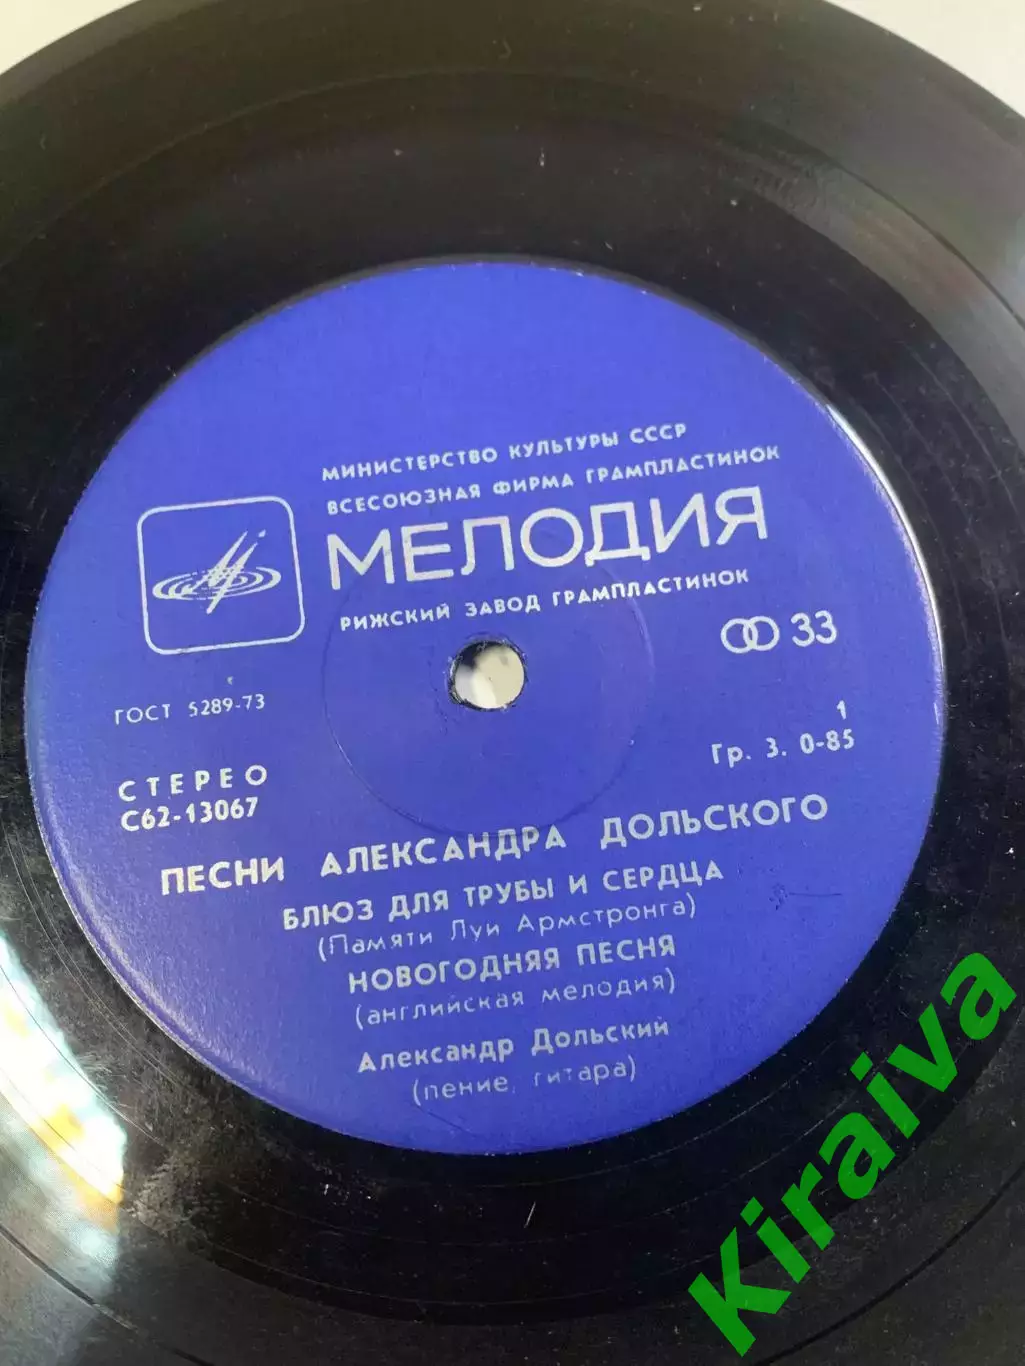 МИНИСТЕРСТВО КУЛЬТУРЫ СССР
ВСЕСОЮЗНАЯ ФИРМА ГРАМПЛАСТИНОК
МЕЛОДИЯ
РИЖСКИЙ ЗАВОД ГРАМПЛАСТИНОК
33
ГОСТ 5289-73
1
Гр. 3. 0-85
СТЕРЕО
С62-13067
ПЕСНИ АЛЕКСАНДРА ДОЛЬСКОГО
БЛЮЗ ДЛЯ ТРУБЫ И СЕРДЦА
(Памяти Луи Армстронга)
НОВОГОДНЯЯ ПЕСНЯ
(английская мелодия)
Александр Дольский
(пение, гитара)
Kiraiva